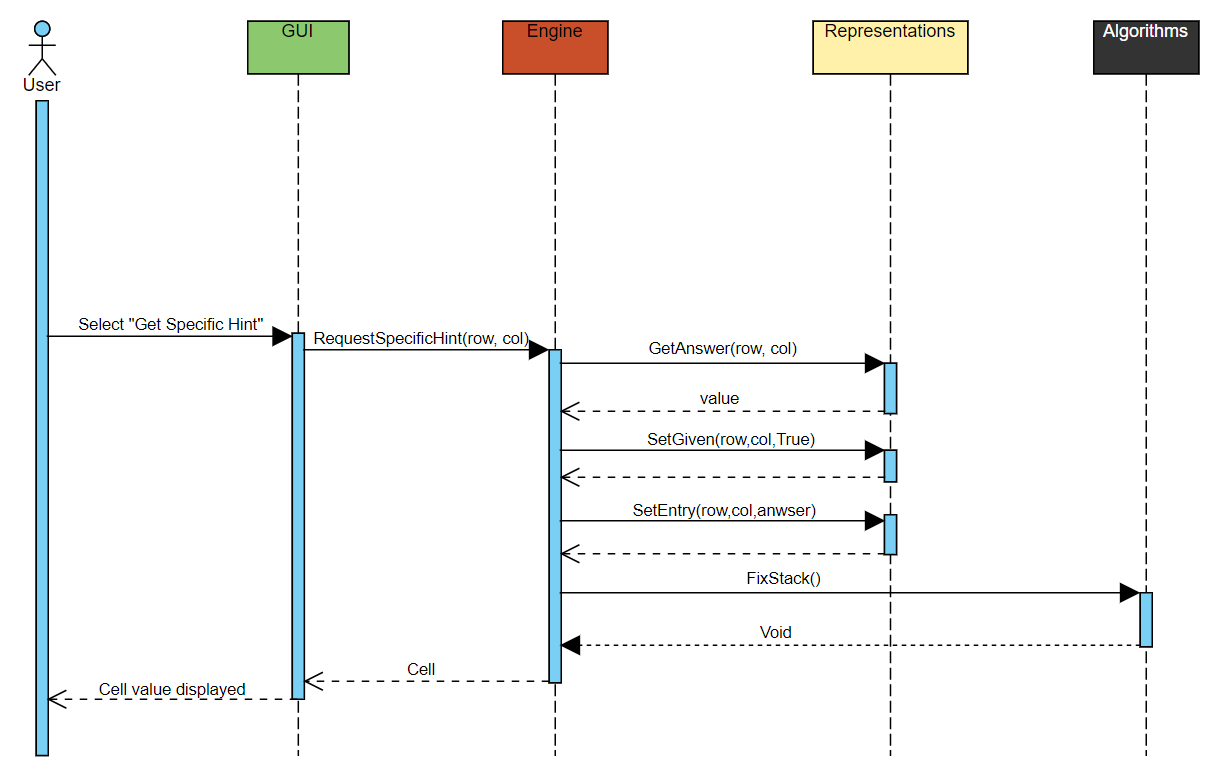 GUI
Engine
Representations
Algorithms
User
Select "Get Specific Hint"
RequestSpecificHint(row, col)
GetAnswer(row, col)
value
SetGiven(row,col,True)
SetEntry(row,col,anwser)
FixStack()
Void
Cell
Cell value displayed